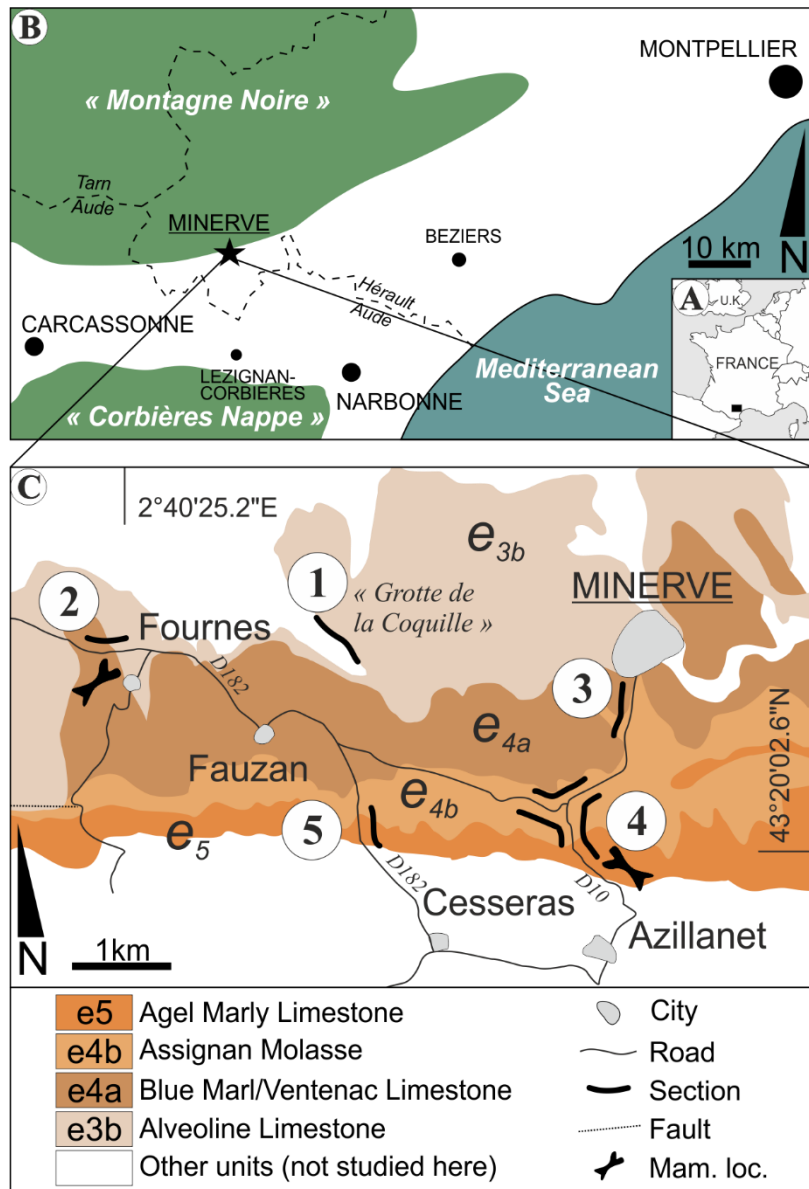 B
MONTPELLIER
« Montagne Noire »
Tarn
Aude
MINERVE
BEZIERS
10 km
N
Hérault
Aude
A
U.K.
FRANCE
CARCASSONNE
LEZIGNAN-
CORBIERES
NARBONNE
Mediterranean
Sea
« Corbières Nappe »
C
2°40'25.2"E
e3b
1
« Grotte de
la Coquille »
MINERVE
2
Fournes
D182
3
e4a
Fauzan
e4b
43°20'02.6"N
e5
5
4
D182
D10
Cesseras
Azillanet
N
1km
e5 Agel Marly Limestone
e4b Assignan Molasse
e4a Blue Marl/Ventenac Limestone
e3b Alveoline Limestone
Other units (not studied here)
City
Road
Section
Fault
Mam. loc.